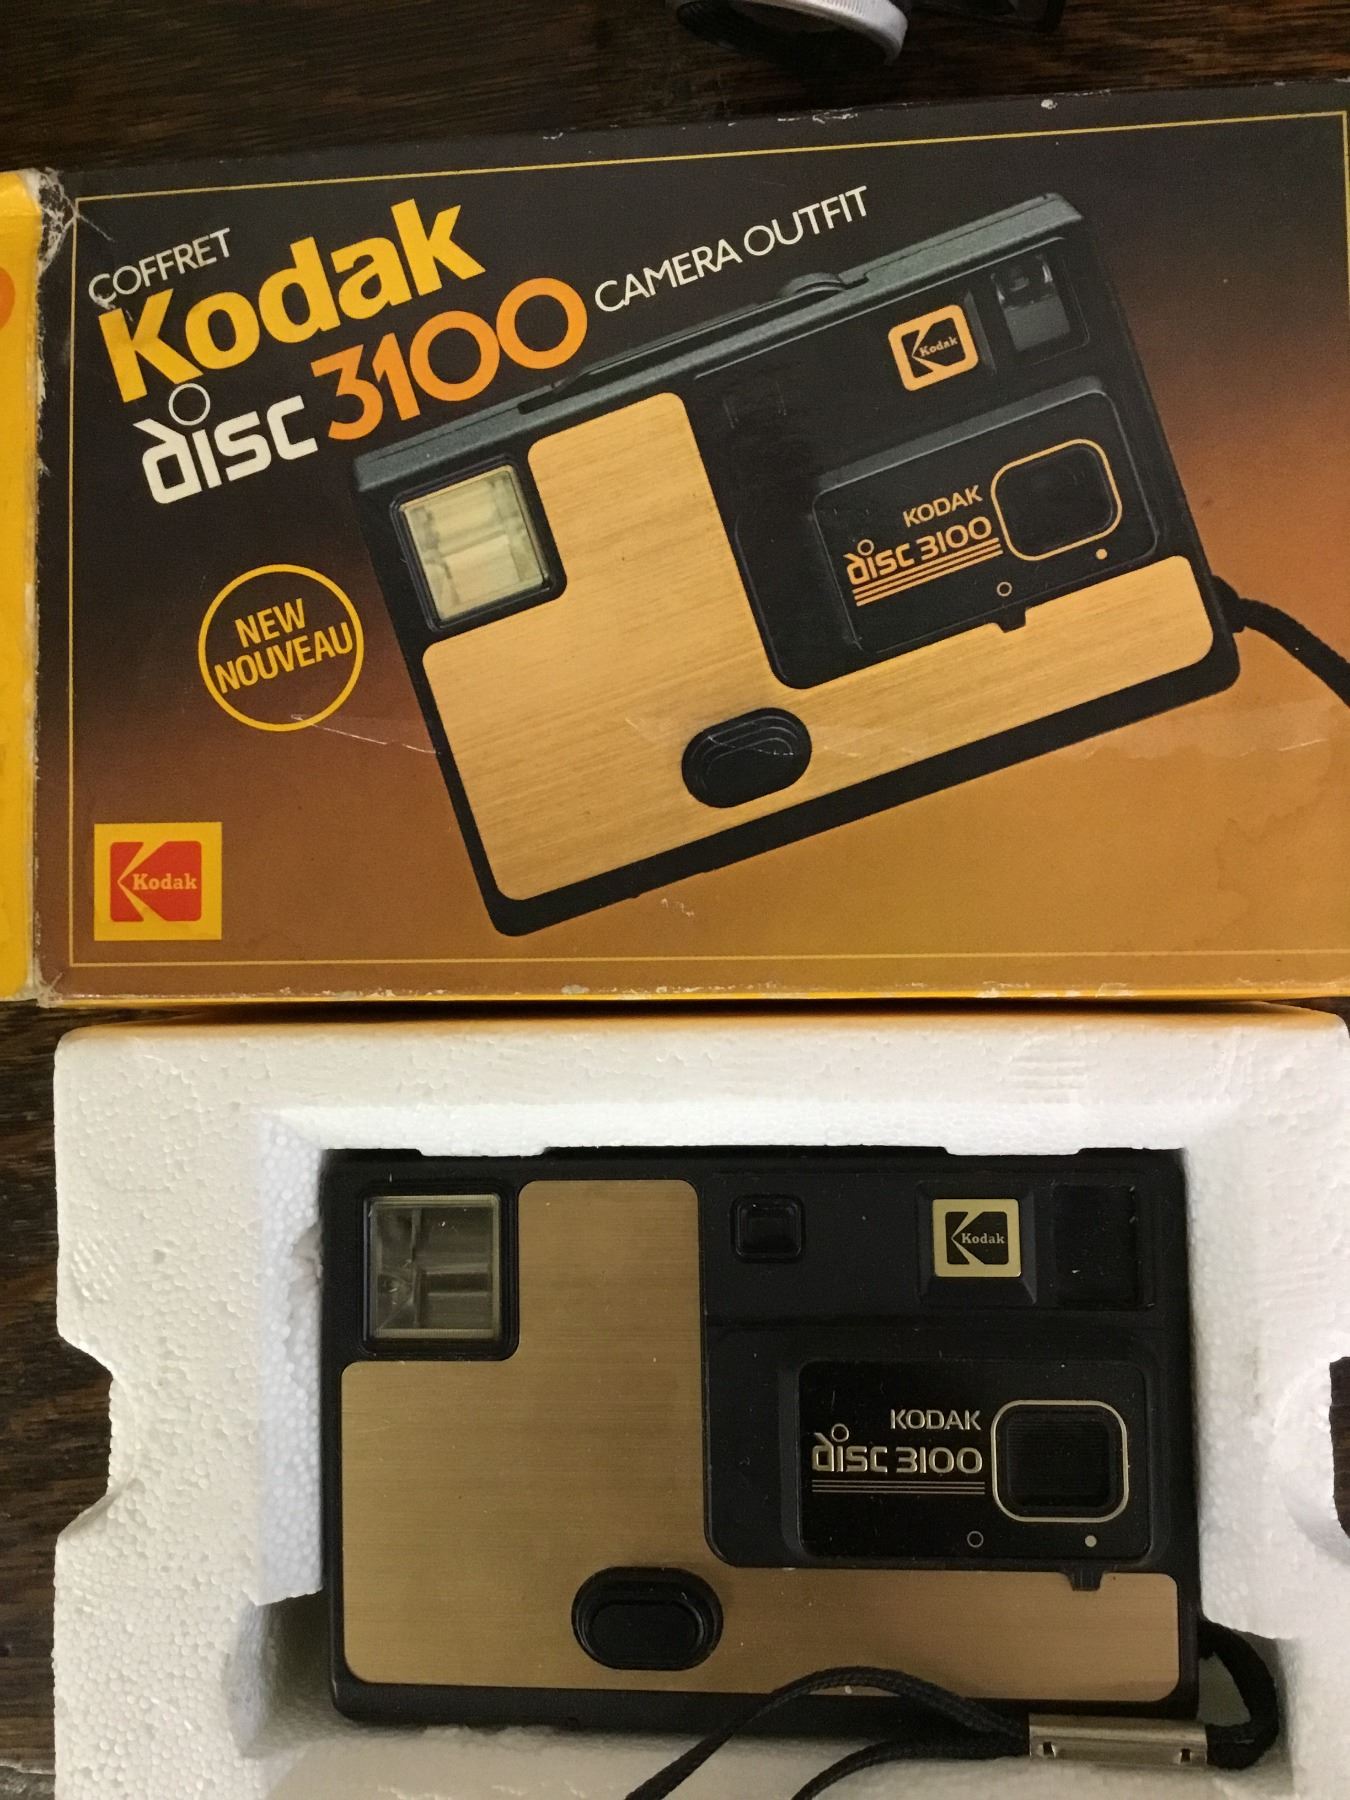 COFFRET
Kodak
disc 3100 CAMERA OUTFIT
Kodak
KODAK
disc 3100
NEW
NOUVEAU
Kodak
Kodak
KODAK
disc 3100